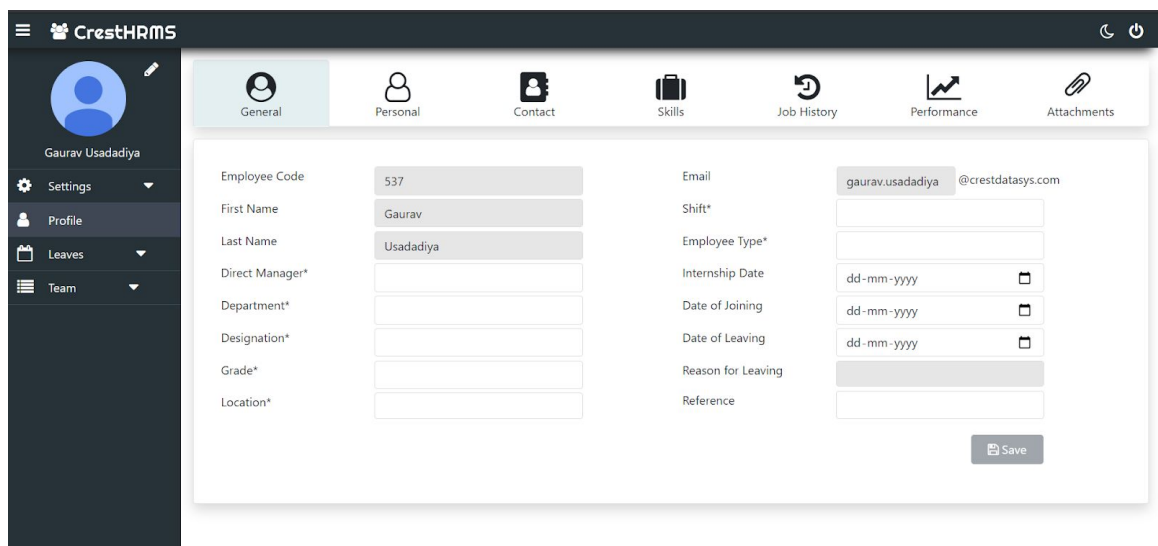 CrestHRMS
Gaurav Usadadiya
Settings
Profile
Leaves
Team
General
Personal
Contact
Skills
Job History
Performance
Attachments
Employee Code
537
First Name
Gaurav
Last Name
Usadadiya
Direct Manager*
Department*
Designation*
Grade*
Location*
Email
gaurav.usadadiya @crestdatasys.com
Shift*
Employee Type*
Internship Date
dd-mm-yyyy
Date of Joining
dd-mm-yyyy
Date of Leaving
dd-mm-yyyy
Reason for Leaving
Reference
Save